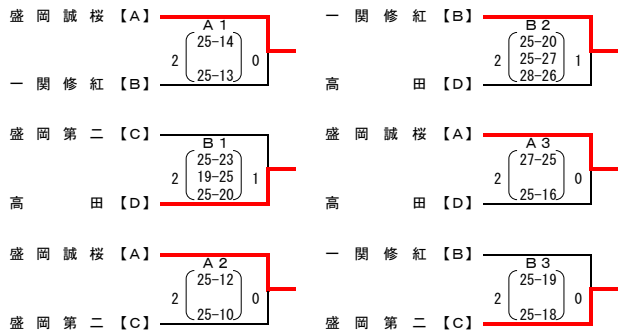 盛岡誠桜【A】
A1
25-14
2 0
25-13
一関修紅【B】
一関修紅【B】
B2
25-20
2 25-27 1
28-26
高田【D】
盛岡第二【C】
B1
25-23
2 19-25 1
25-20
高田【D】
盛岡誠桜【A】
A3
27-25
2 0
25-16
高田【D】
盛岡誠桜【A】
A2
25-12
2 0
25-10
盛岡第二【C】
一関修紅【B】
B3
25-19
2 0
25-18
盛岡第二【C】